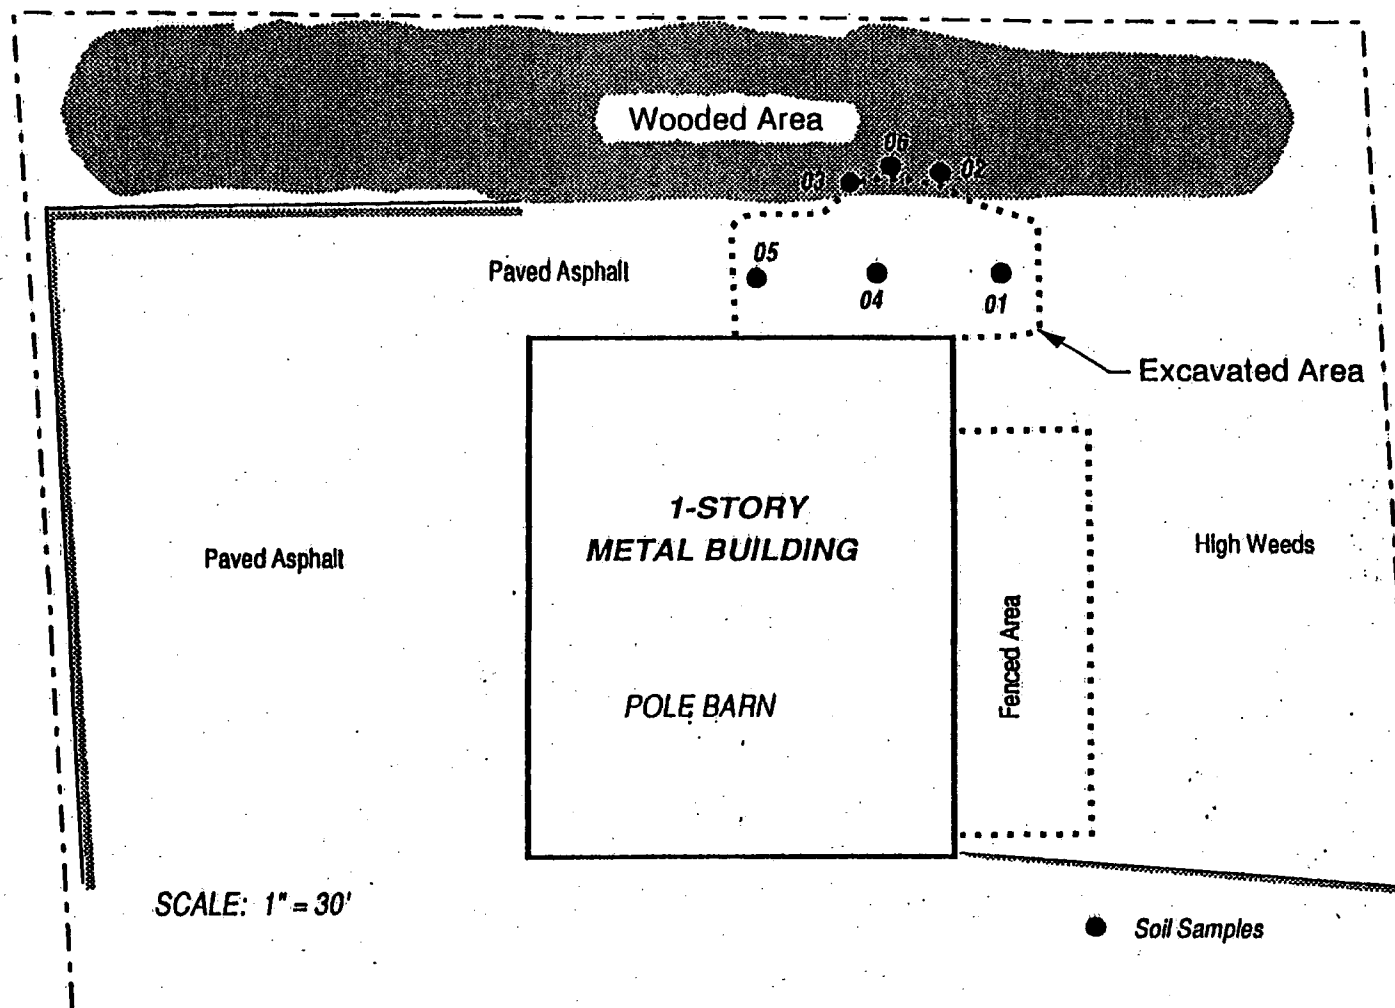 Wooded Area
06
03
02
05
Paved Asphalt
04
01
Excavated Area
1-STORY
METAL BUILDING
High Weeds
Paved Asphalt
Fenced Area
POLE BARN
SCALE: 1" = 30'
Soil Samples